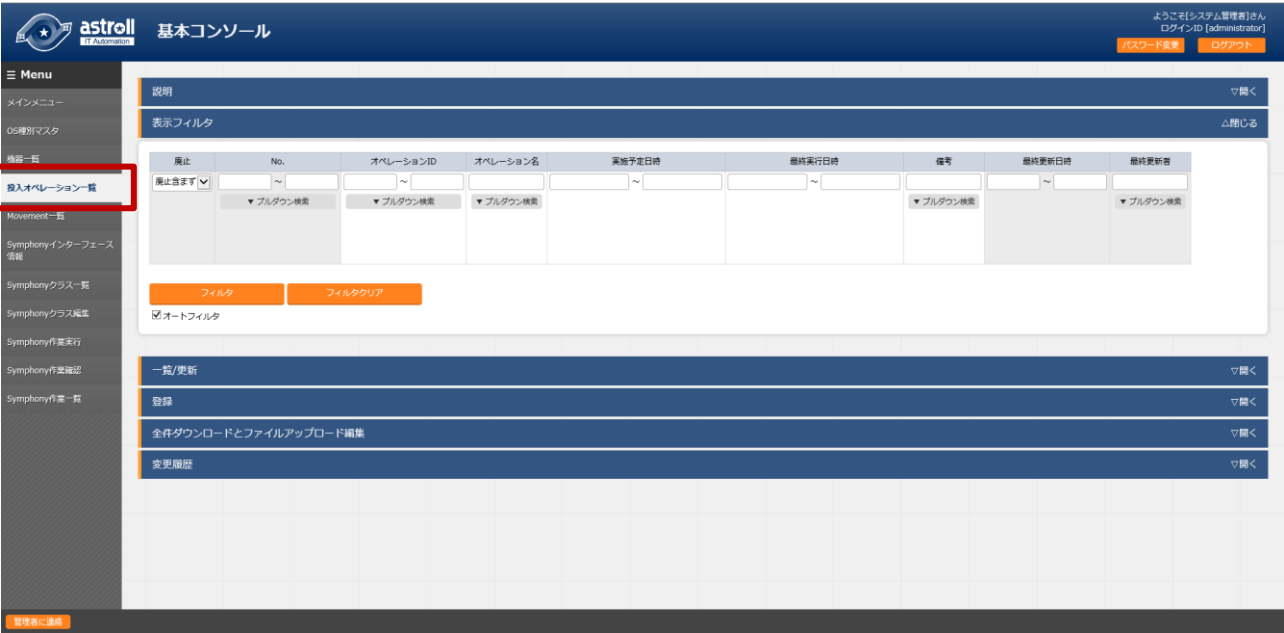 astroll
IT Automation
基本コンソール
ようこそ[システム管理者]さん
ログインID [administrator]
パスワード変更 ログアウト
☰ Menu
メインメニュー
OS種別マスタ
機器一覧
投入オペレーション一覧
Movement一覧
Symphonyインターフェース
情報
Symphonyクラス一覧
Symphonyクラス編集
Symphony作業実行
Symphony作業確認
Symphony作業一覧
説明 ▽開く
表示フィルタ △閉じる
廃止 No. オペレーションID オペレーション名 実施予定日時 最終実行日時 備考 最終更新日時 最終更新者
廃止含まず ～ ～ ～ ～ ～
▼ プルダウン検索 ▼ プルダウン検索 ▼ プルダウン検索 ▼ プルダウン検索 ▼ プルダウン検索
フィルタ フィルタクリア
オートフィルタ
一覧/更新 ▽開く
登録 ▽開く
全件ダウンロードとファイルアップロード編集 ▽開く
変更履歴 ▽開く
管理者に連絡